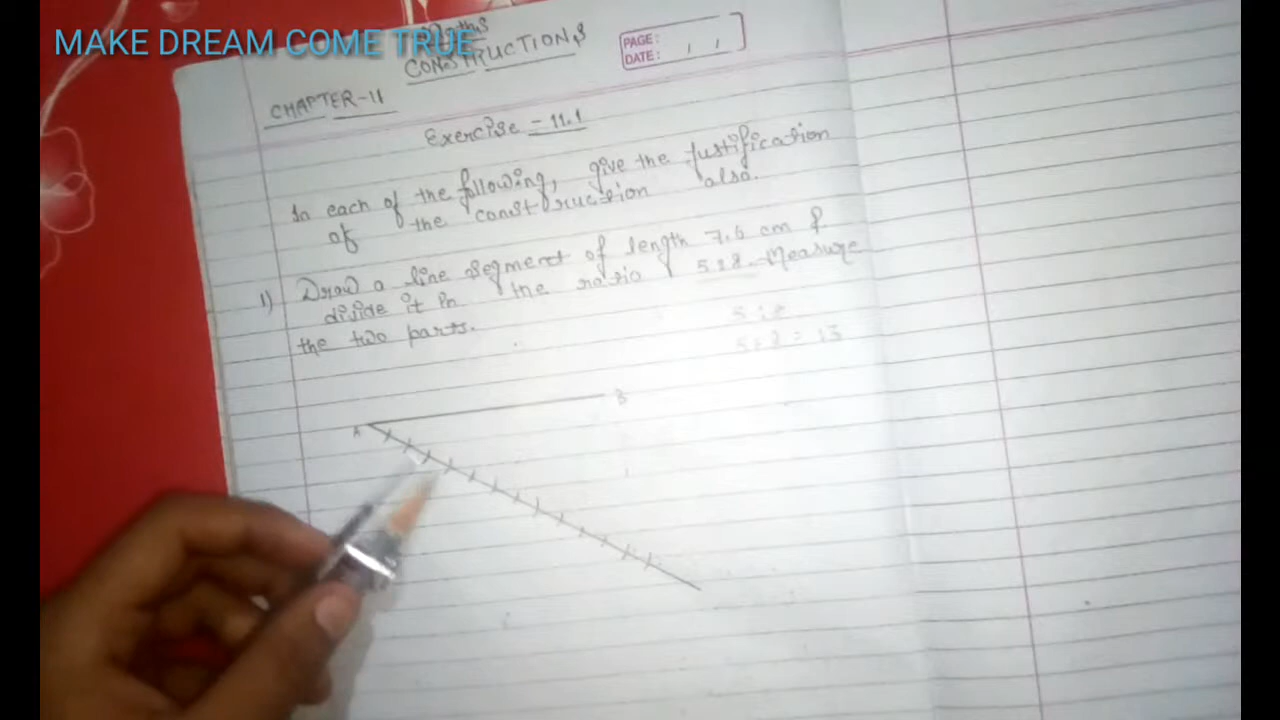 MAKE DREAM COME TRUE
Maths
CONSTRUCTIONS
PAGE:
DATE:
CHAPTER-11
Exercise - 11.1
In each of the following, give the justification
of the construction also.
1) Draw a line segment of length 7.6 cm &
divide it in the ratio 5:8. Measure
the two parts.
5:8
5+8 = 13
A
B